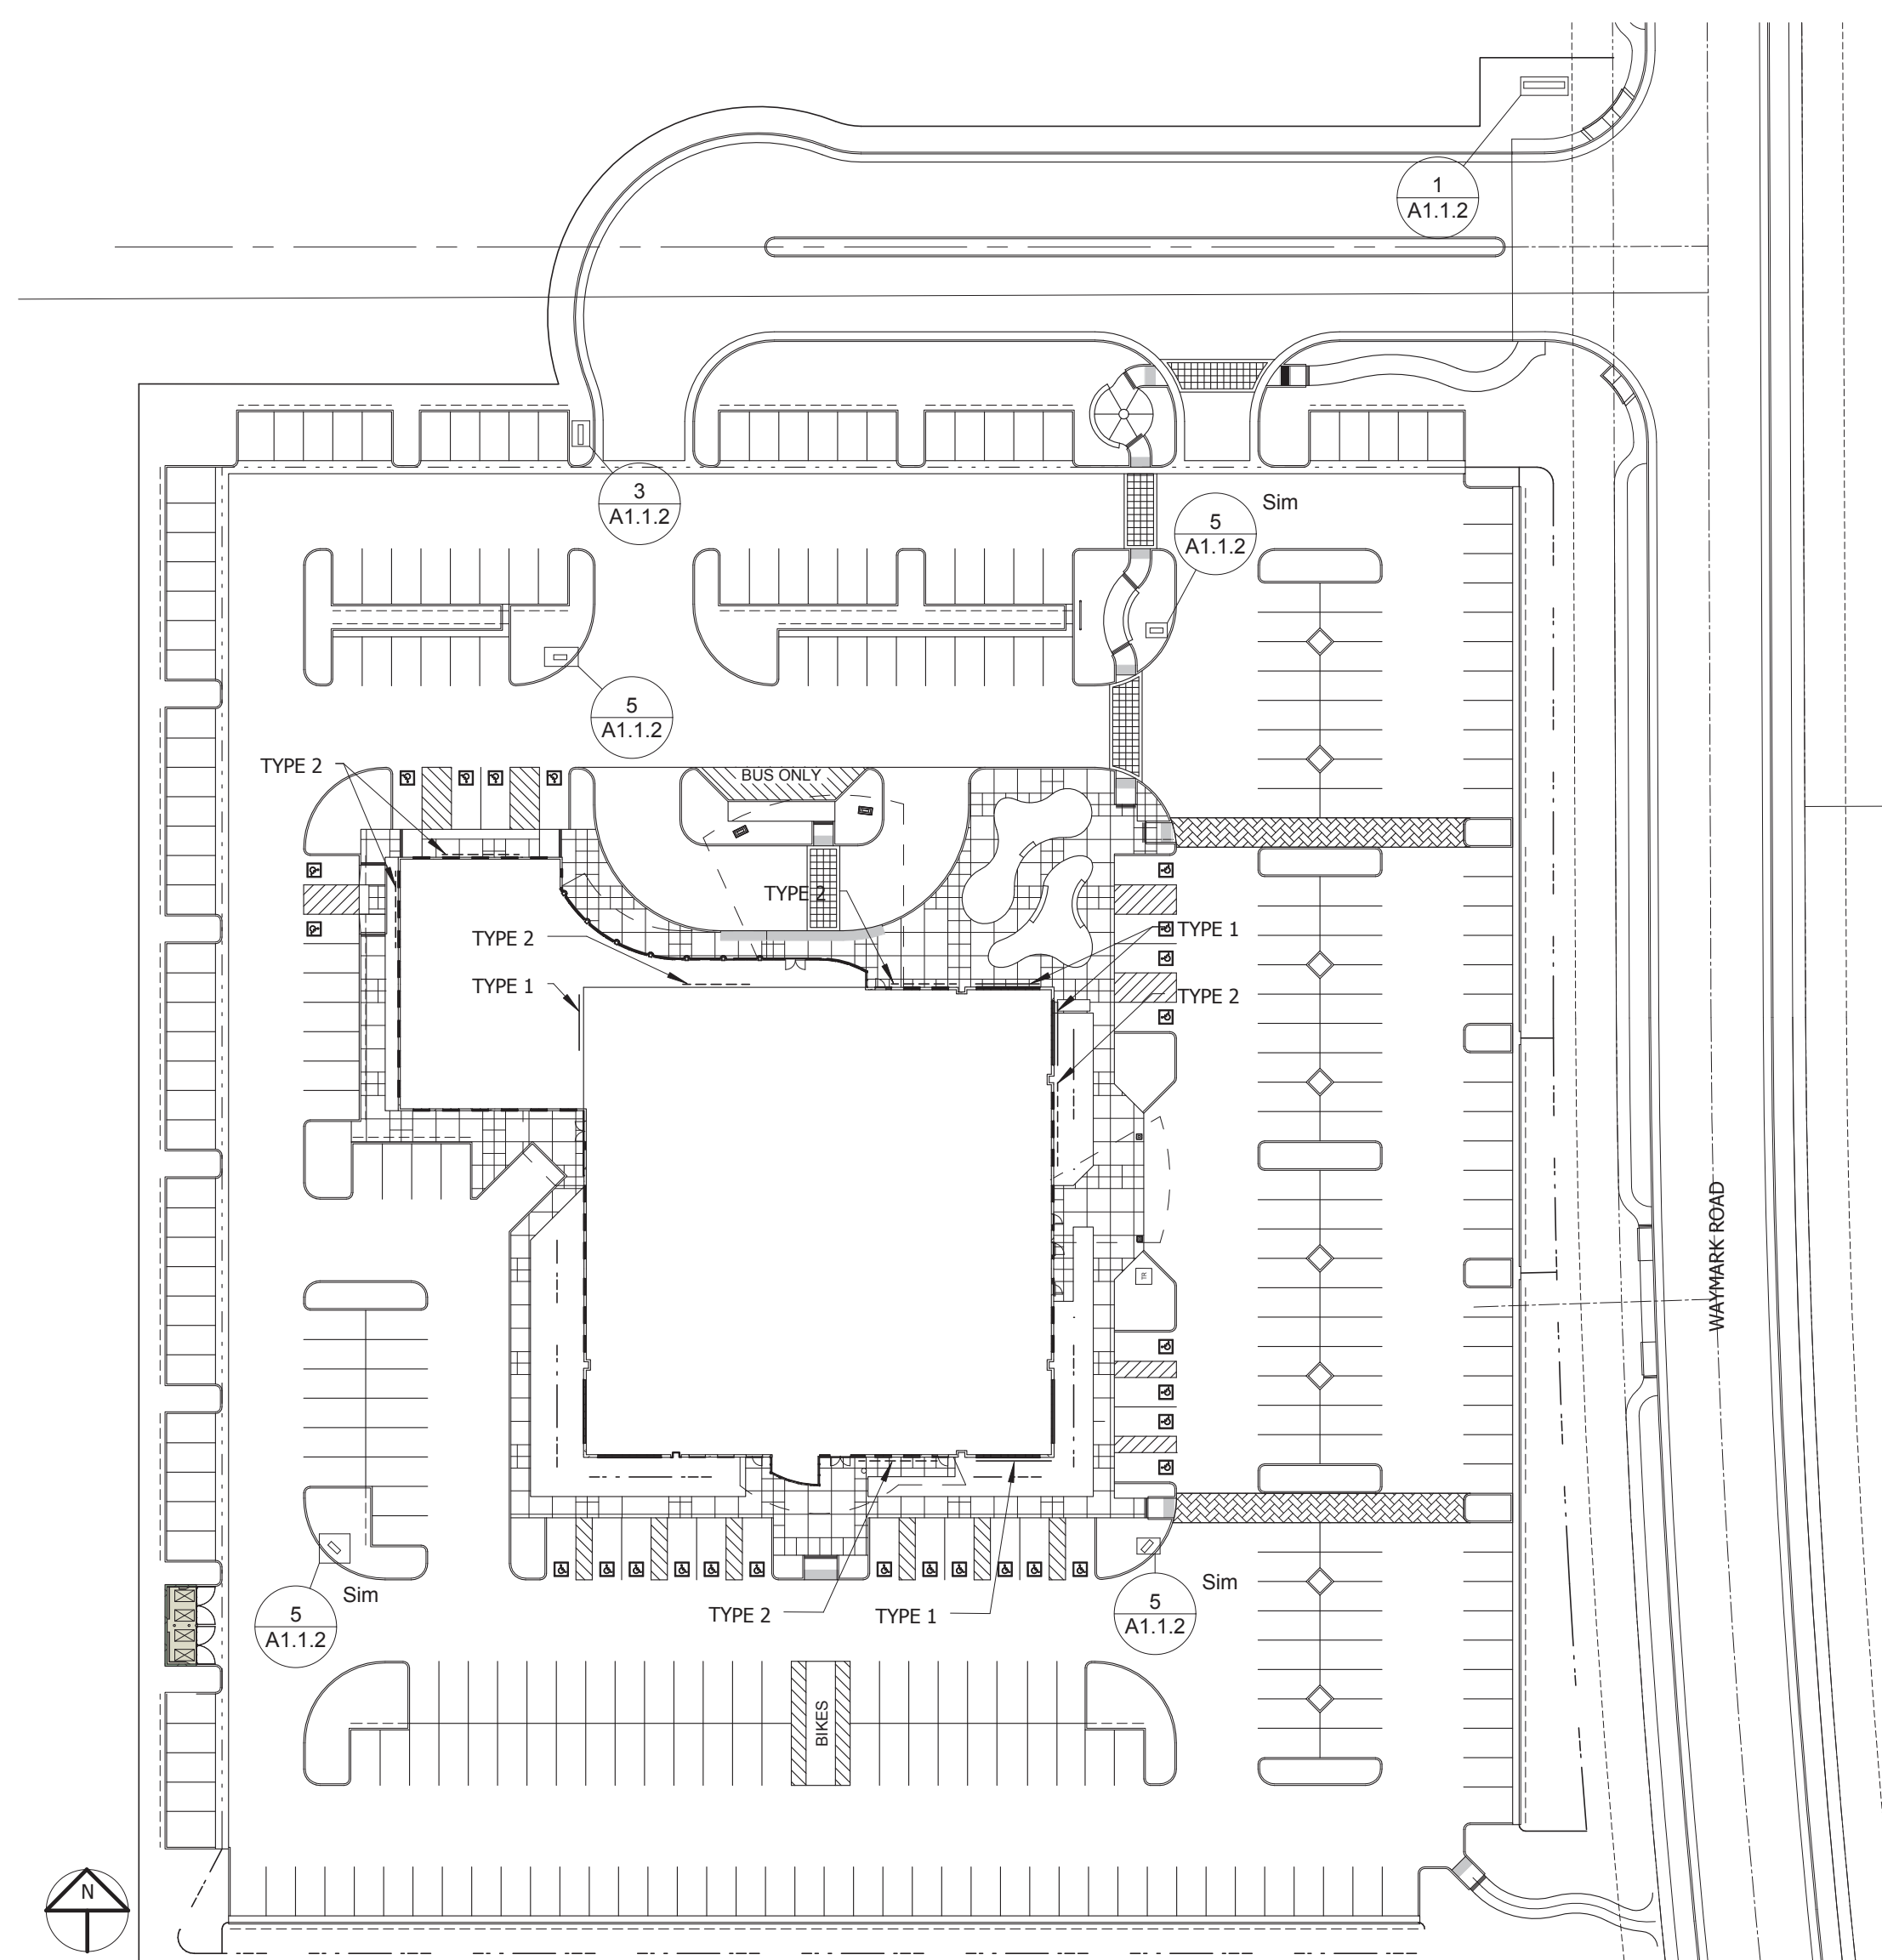 1
A1.1.2
3
A1.1.2
Sim
5
A1.1.2
5
A1.1.2
TYPE 2
BUS ONLY
TYPE 2
TYPE 2
TYPE 1
TYPE 1
TYPE 2
WAYMARK ROAD
TR
Sim
5
A1.1.2
Sim
5
A1.1.2
TYPE 2
TYPE 1
BIKES
N